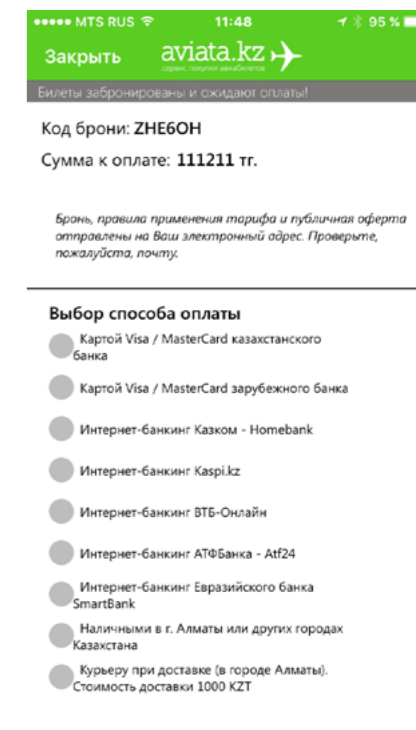 MTS RUS 11:48 95 %
Закрыть aviata.kz
сервис покупки авиабилетов
Билеты забронированы и ожидают оплаты!
Код брони: ZHE6OH
Сумма к оплате: 111211 тг.
Бронь, правила применения тарифа и публичная оферта
отправлены на Ваш электронный адрес. Проверьте,
пожалуйста, почту.
Выбор способа оплаты
Картой Visa / MasterCard казахстанского
банка
Картой Visa / MasterCard зарубежного банка
Интернет-банкинг Казком - Homebank
Интернет-банкинг Kaspi.kz
Интернет-банкинг ВТБ-Онлайн
Интернет-банкинг АТФБанка - Atf24
Интернет-банкинг Евразийского банка
SmartBank
Наличными в г. Алматы или других городах
Казахстана
Курьеру при доставке (в городе Алматы).
Стоимость доставки 1000 KZT